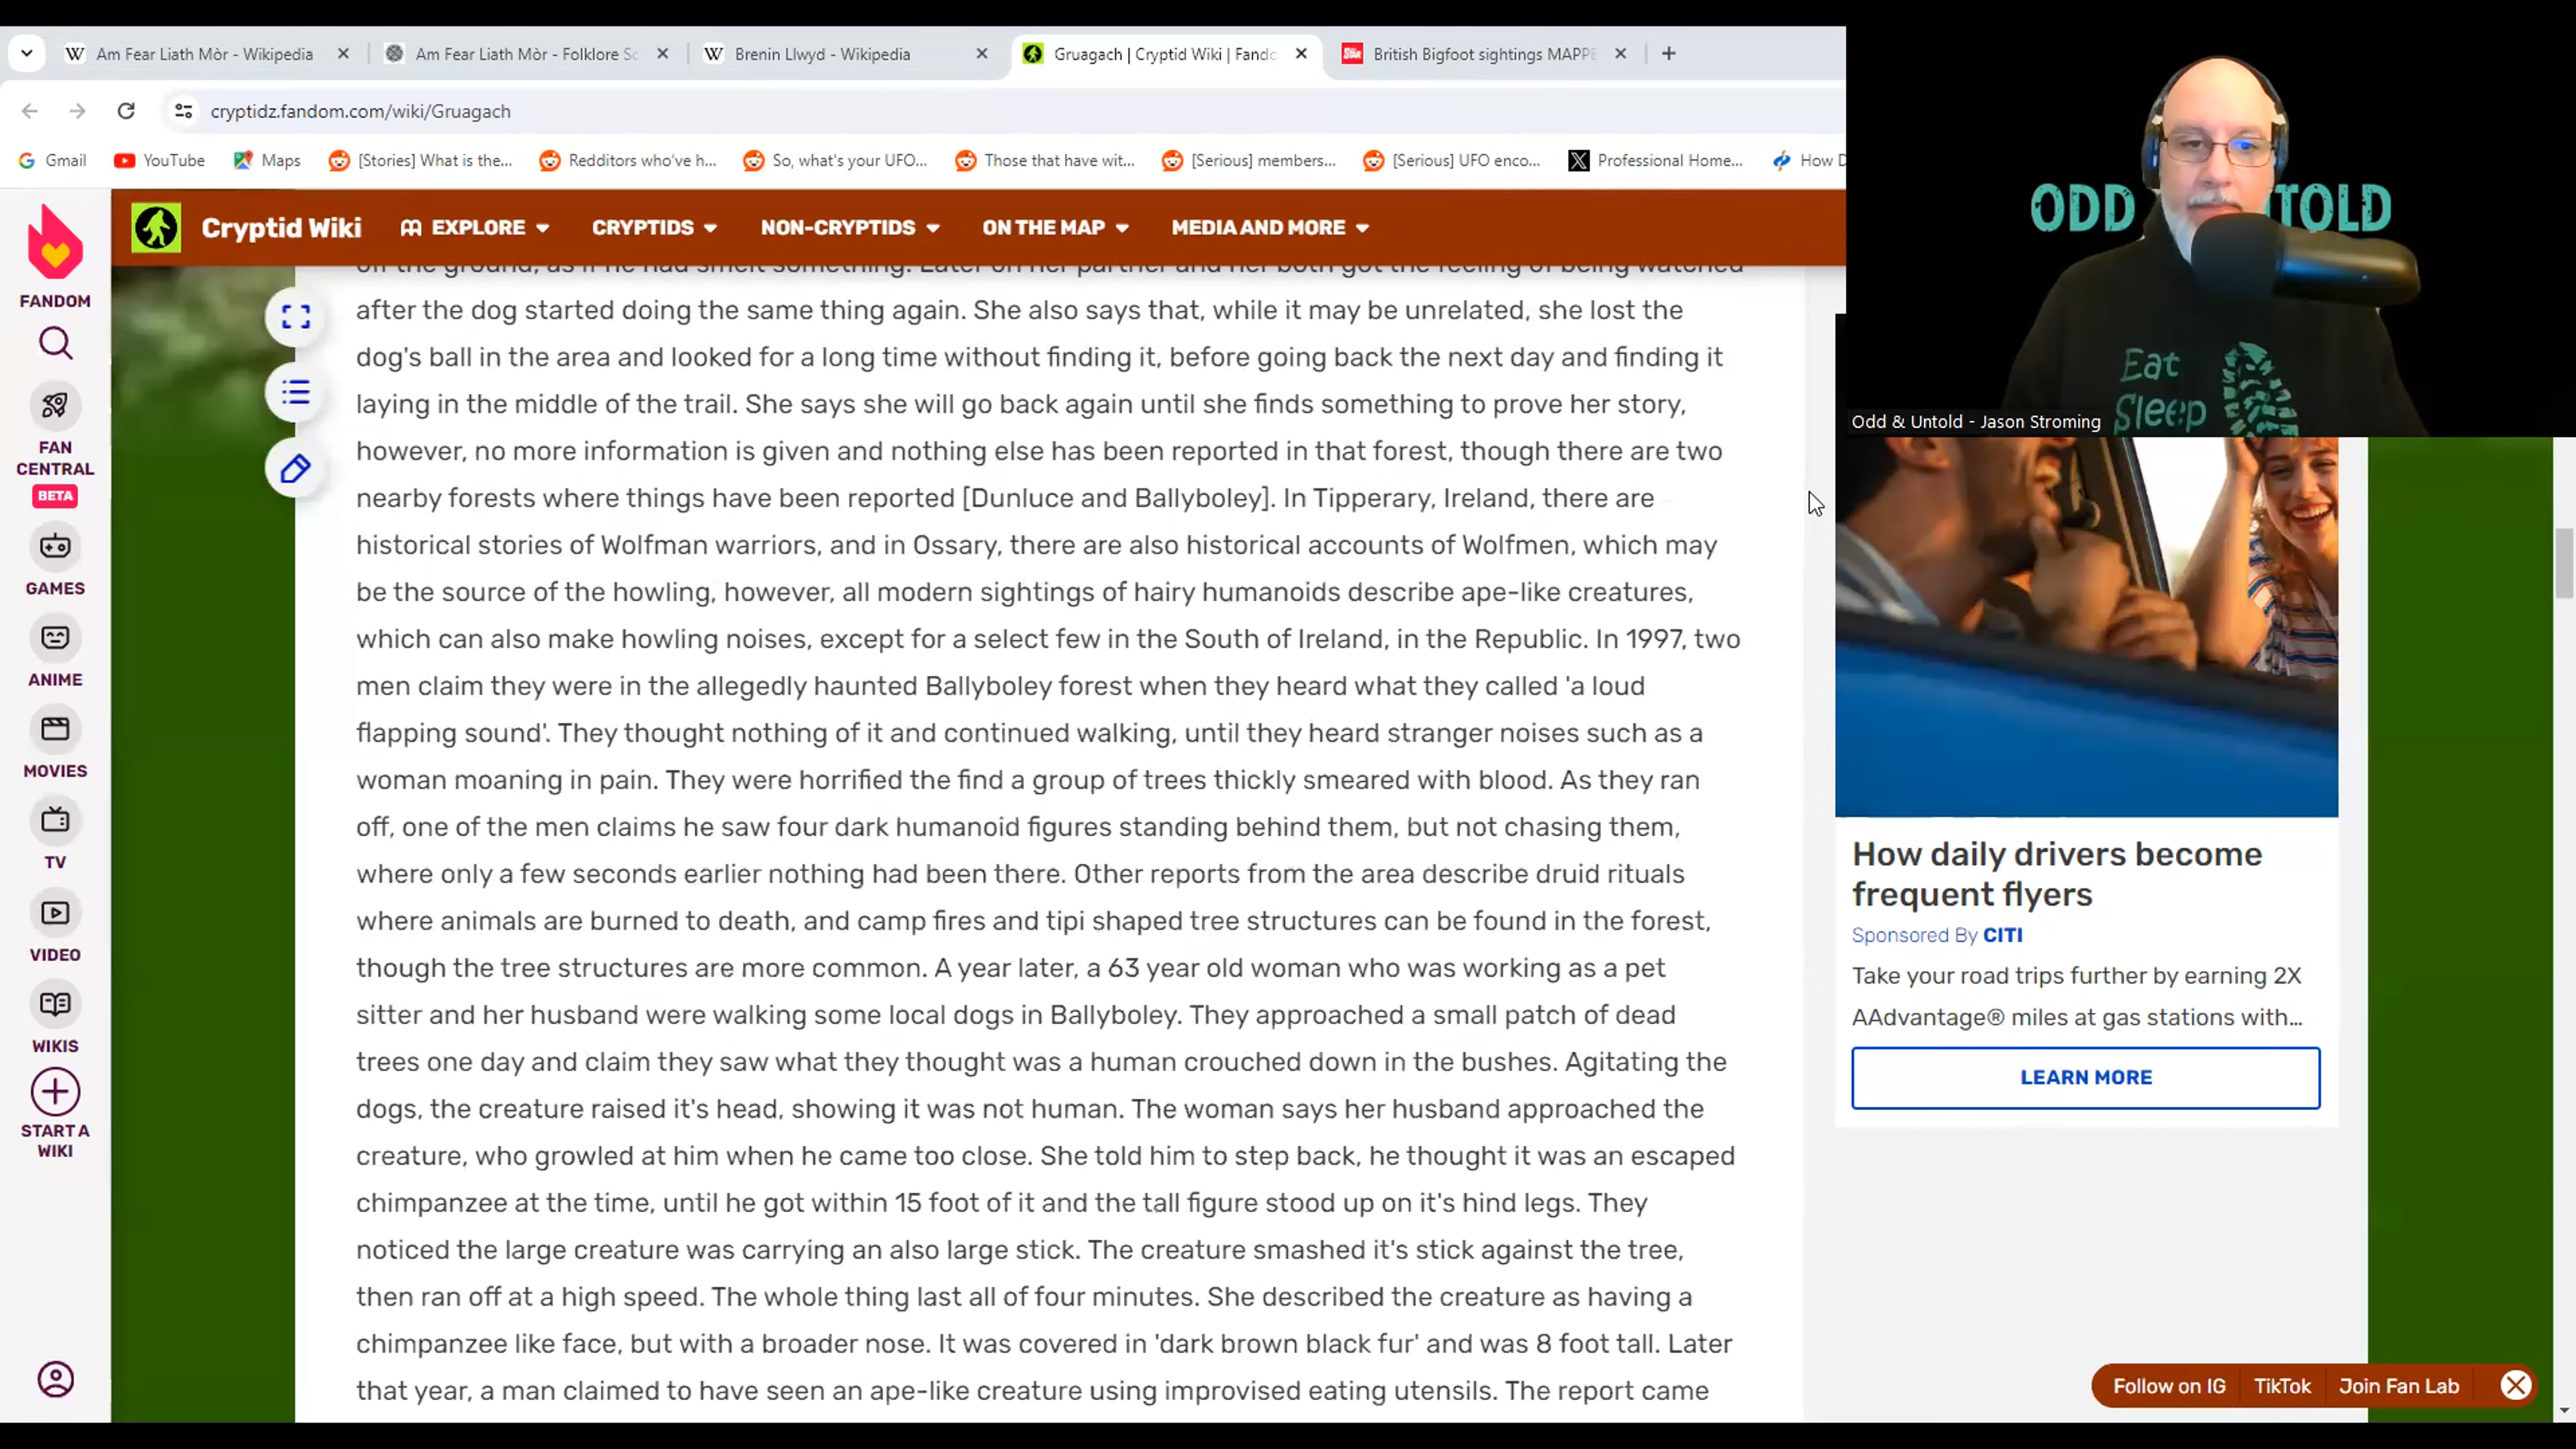 Am Fear Liath Mòr - Wikipedia
Am Fear Liath Mòr - Folklore Sc
Brenin Llwyd - Wikipedia
Gruagach | Cryptid Wiki | Fando
British Bigfoot sightings MAPPE
cryptidz.fandom.com/wiki/Gruagach
Gmail
YouTube
Maps
[Stories] What is the...
Redditors who've h...
So, what's your UFO...
Those that have wit...
[Serious] members...
[Serious] UFO enco...
Professional Home...
How D
Cryptid Wiki
EXPLORE
CRYPTIDS
NON-CRYPTIDS
ON THE MAP
MEDIA AND MORE
FANDOM
FAN
CENTRAL
BETA
GAMES
ANIME
MOVIES
TV
VIDEO
WIKIS
START A
WIKI
off the ground, as if he had smelt something. Later on her partner and her both got the feeling of being watched
after the dog started doing the same thing again. She also says that, while it may be unrelated, she lost the
dog's ball in the area and looked for a long time without finding it, before going back the next day and finding it
laying in the middle of the trail. She says she will go back again until she finds something to prove her story,
however, no more information is given and nothing else has been reported in that forest, though there are two
nearby forests where things have been reported [Dunluce and Ballyboley]. In Tipperary, Ireland, there are
historical stories of Wolfman warriors, and in Ossary, there are also historical accounts of Wolfmen, which may
be the source of the howling, however, all modern sightings of hairy humanoids describe ape-like creatures,
which can also make howling noises, except for a select few in the South of Ireland, in the Republic. In 1997, two
men claim they were in the allegedly haunted Ballyboley forest when they heard what they called 'a loud
flapping sound'. They thought nothing of it and continued walking, until they heard stranger noises such as a
woman moaning in pain. They were horrified the find a group of trees thickly smeared with blood. As they ran
off, one of the men claims he saw four dark humanoid figures standing behind them, but not chasing them,
where only a few seconds earlier nothing had been there. Other reports from the area describe druid rituals
where animals are burned to death, and camp fires and tipi shaped tree structures can be found in the forest,
though the tree structures are more common. A year later, a 63 year old woman who was working as a pet
sitter and her husband were walking some local dogs in Ballyboley. They approached a small patch of dead
trees one day and claim they saw what they thought was a human crouched down in the bushes. Agitating the
dogs, the creature raised it's head, showing it was not human. The woman says her husband approached the
creature, who growled at him when he came too close. She told him to step back, he thought it was an escaped
chimpanzee at the time, until he got within 15 foot of it and the tall figure stood up on it's hind legs. They
noticed the large creature was carrying an also large stick. The creature smashed it's stick against the tree,
then ran off at a high speed. The whole thing last all of four minutes. She described the creature as having a
chimpanzee like face, but with a broader nose. It was covered in 'dark brown black fur' and was 8 foot tall. Later
that year, a man claimed to have seen an ape-like creature using improvised eating utensils. The report came
ODD TOLD
Eat
Sleep
Odd & Untold - Jason Stroming
How daily drivers become
frequent flyers
Sponsored By CITI
Take your road trips further by earning 2X
AAdvantage® miles at gas stations with...
LEARN MORE
Follow on IG
TikTok
Join Fan Lab